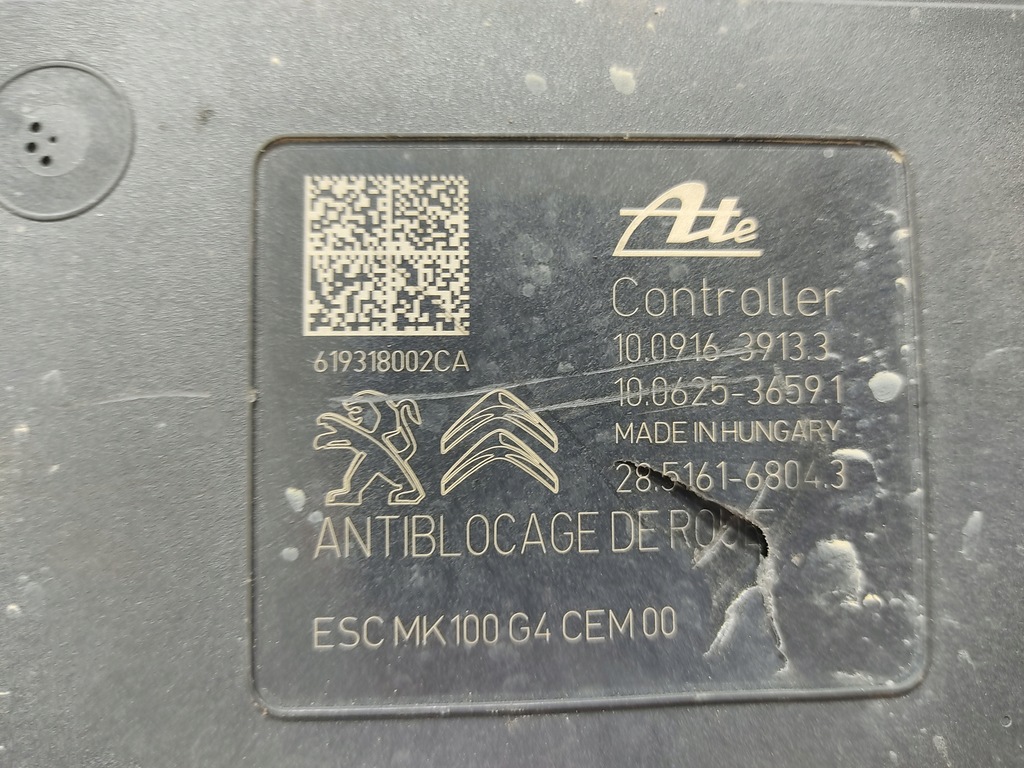 Ate
Controller
10.0916-3913.3
619318002CA
10.0625-3659.1
MADE IN HUNGARY
28.5161-6804.3
ANTIBLOCAGE DE ROUE
ESC MK100 G4 CEM 00